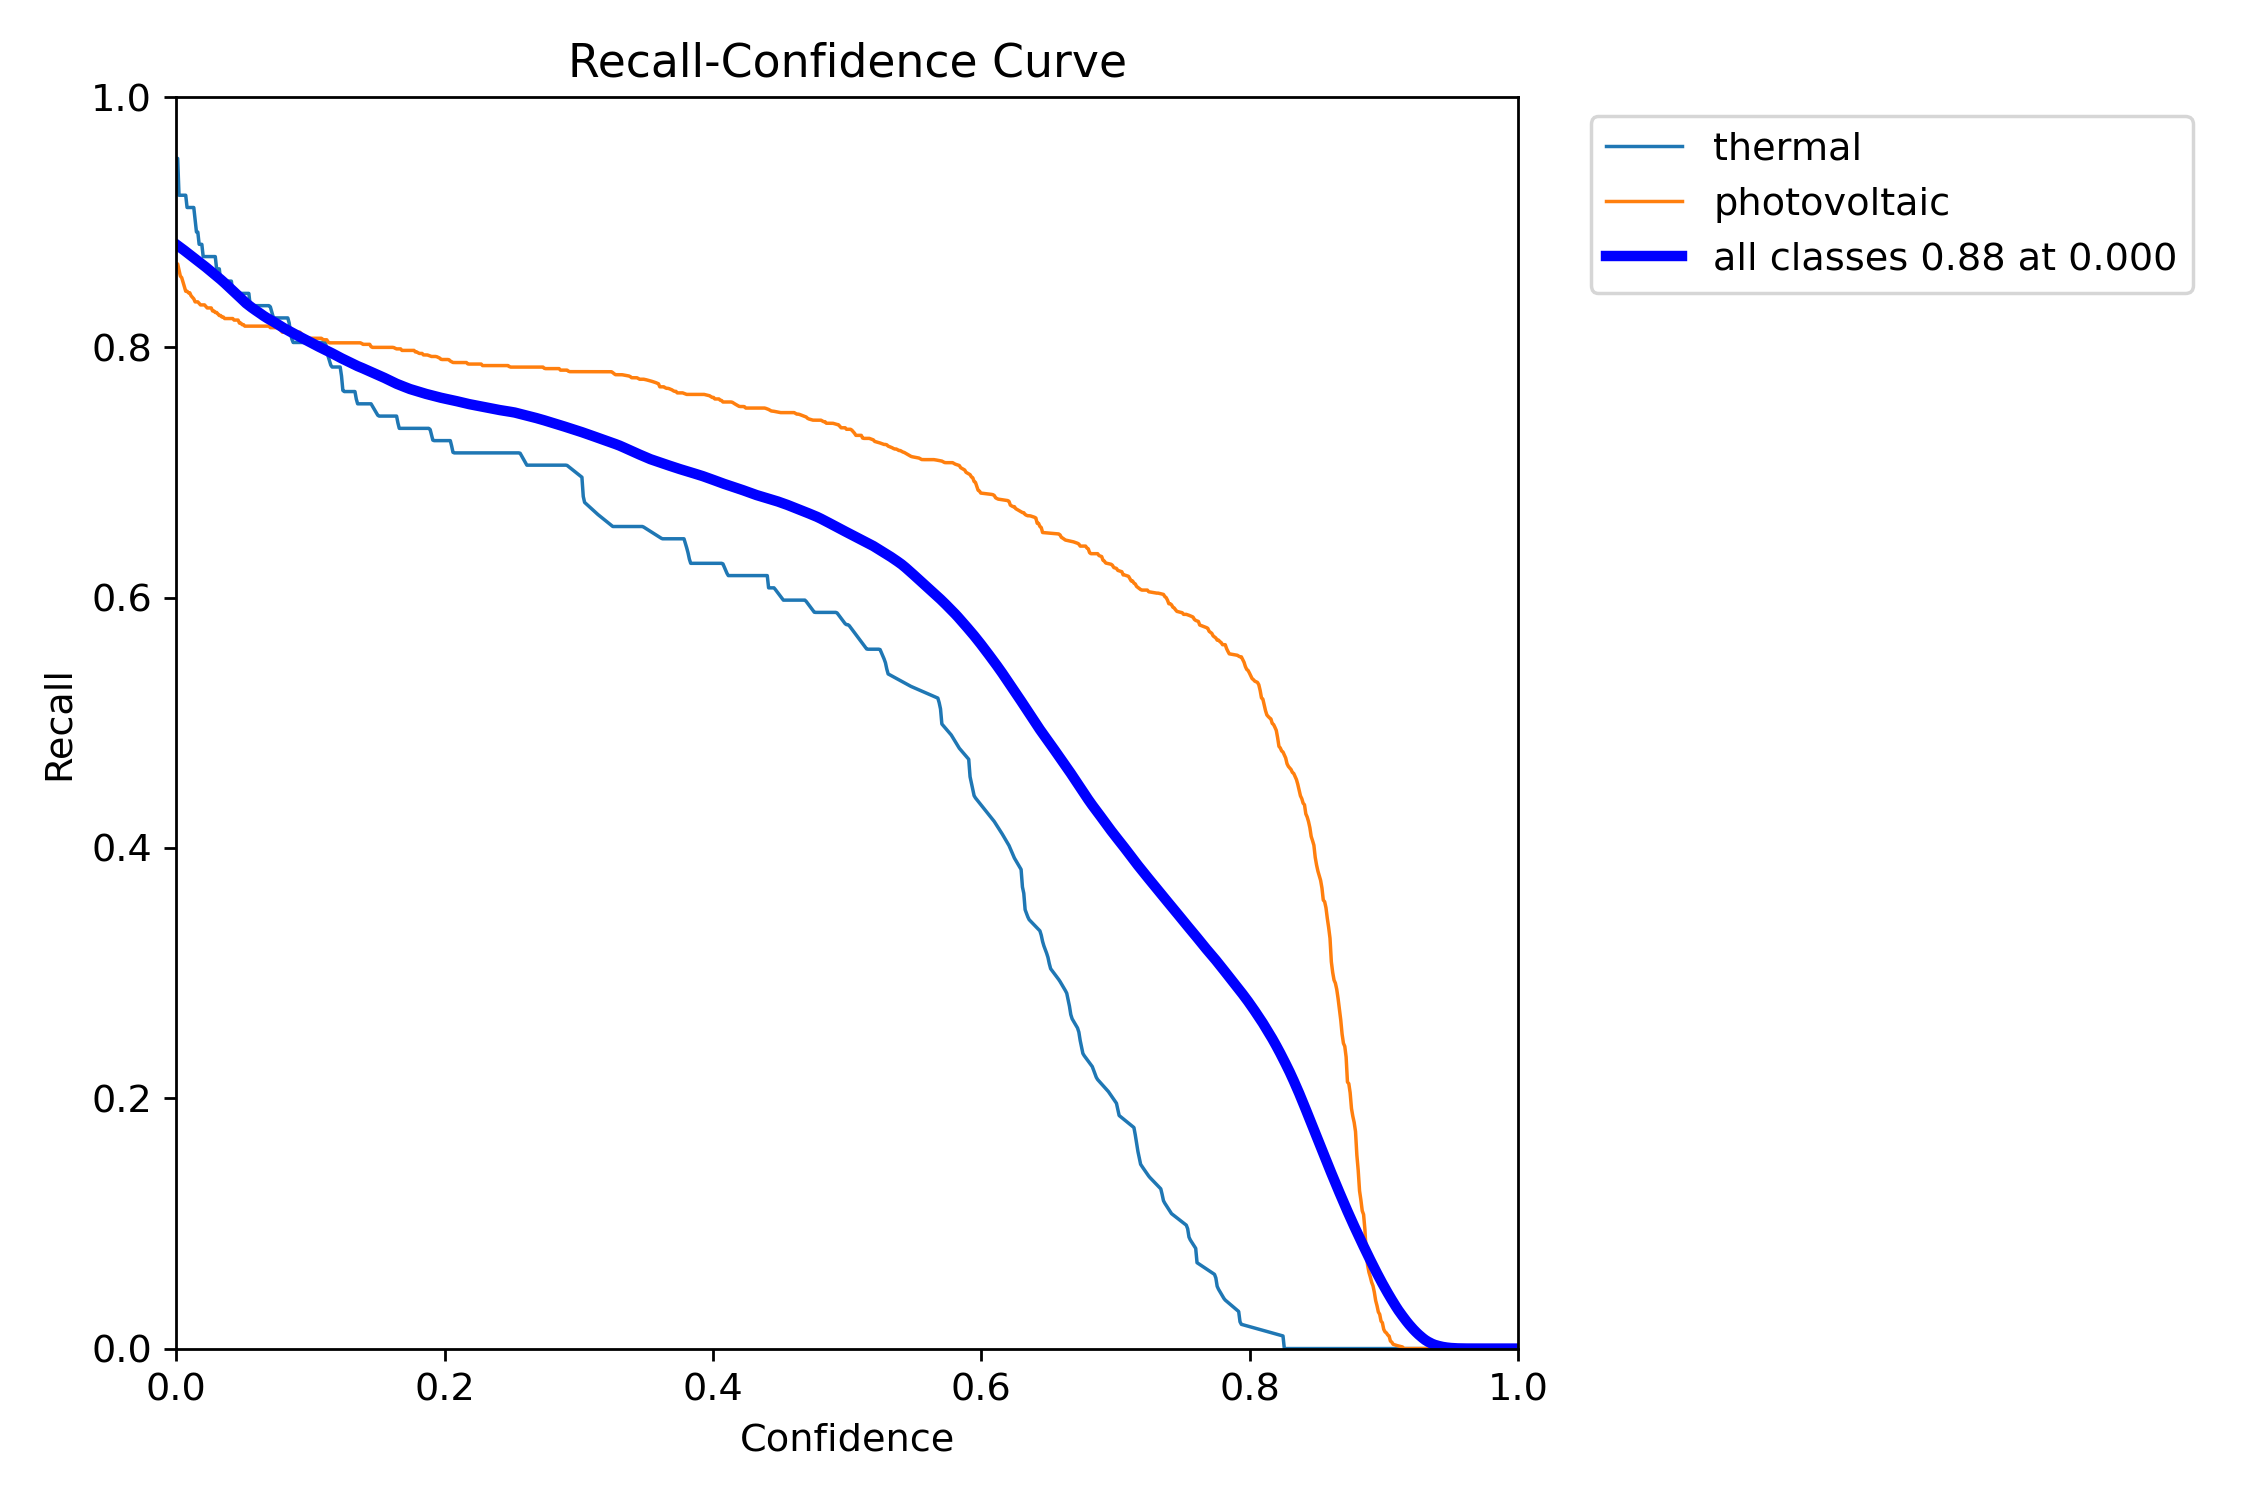 Recall-Confidence Curve
1.0
0.8
0.6
0.4
0.2
0.0
Recall
0.0 0.2 0.4 0.6 0.8 1.0
Confidence
thermal
photovoltaic
all classes 0.88 at 0.000